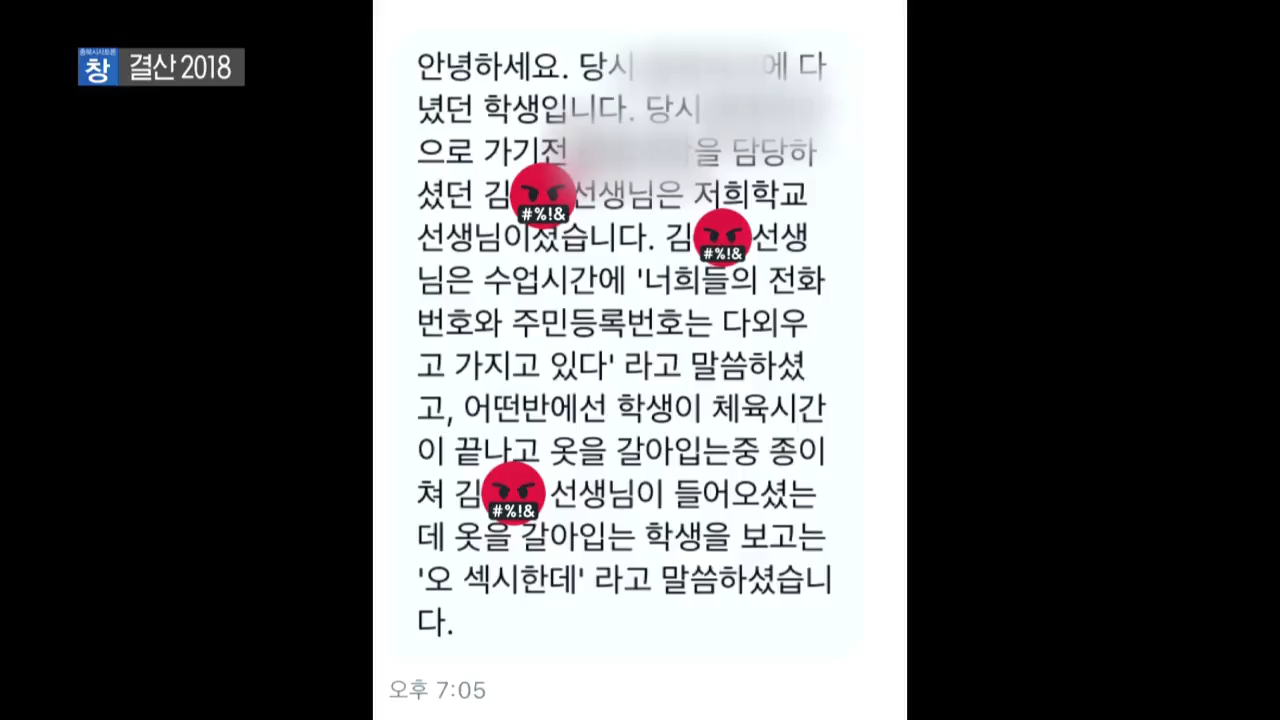 충북시사토론
창 결산 2018
안녕하세요. 당시 에 다
녔던 학생입니다. 당시
으로 가기전 을 담당하
셨던 김 선생님은 저희학교
#%!&
선생님이셨습니다. 김 선생
#%!&
님은 수업시간에 '너희들의 전화
번호와 주민등록번호는 다외우
고 가지고 있다' 라고 말씀하셨
고, 어떤반에선 학생이 체육시간
이 끝나고 옷을 갈아입는중 종이
쳐 김 선생님이 들어오셨는
#%!&
데 옷을 갈아입는 학생을 보고는
'오 섹시한데' 라고 말씀하셨습니
다.
오후 7:05